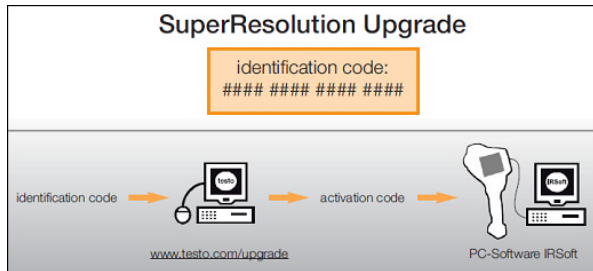 SuperResolution Upgrade
identification code:
#### #### #### ####
identification code
testo
activation code
IRSoft
www.testo.com/upgrade
PC-Software IRSoft